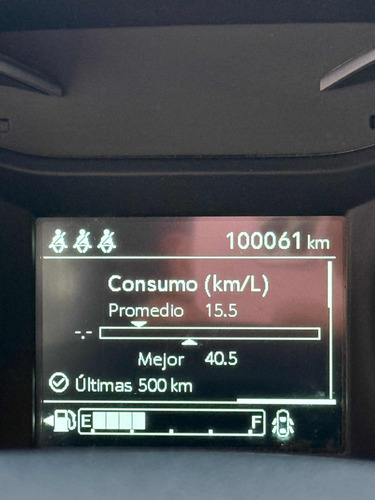 100061 km
Consumo (km/L)
Promedio 15.5
-.-
Mejor 40.5
Últimas 500 km
E F